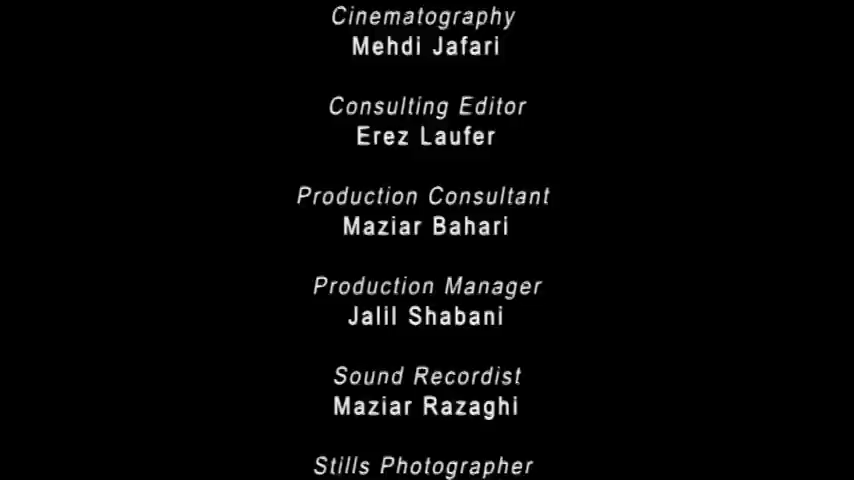 Cinematography
Mehdi Jafari
Consulting Editor
Erez Laufer
Production Consultant
Maziar Bahari
Production Manager
Jalil Shabani
Sound Recordist
Maziar Razaghi
Stills Photographer